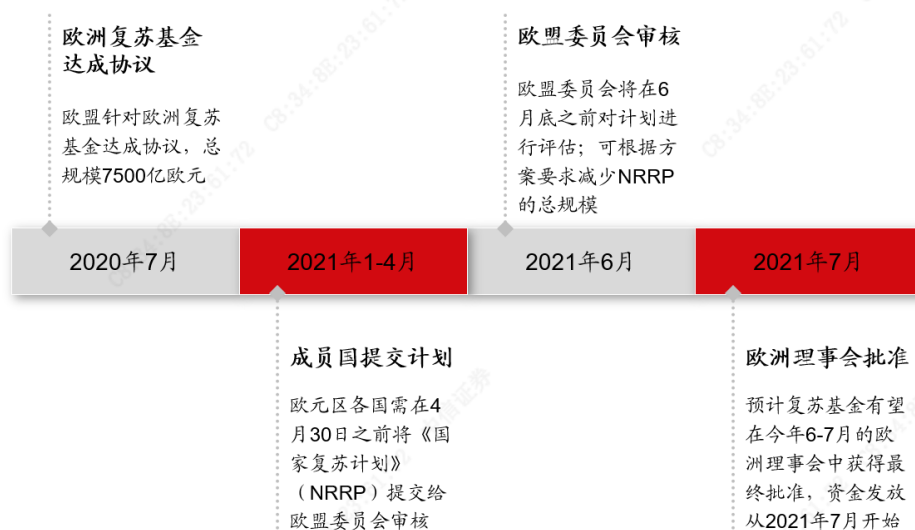 欧洲复苏基金
达成协议
欧盟针对欧洲复苏
基金达成协议，总
规模7500亿欧元
欧盟委员会审核
欧盟委员会将在6
月底之前对计划进
行评估；可根据方
案要求减少NRRP
的总规模
2020年7月
2021年1-4月
2021年6月
2021年7月
成员国提交计划
欧元区各国需在4
月30日之前将《国
家复苏计划》
（NRRP）提交给
欧盟委员会审核
欧洲理事会批准
预计复苏基金有望
在今年6-7月的欧
洲理事会中获得最
终批准，资金发放
从2021年7月开始
C8:34:8E:23:61:72